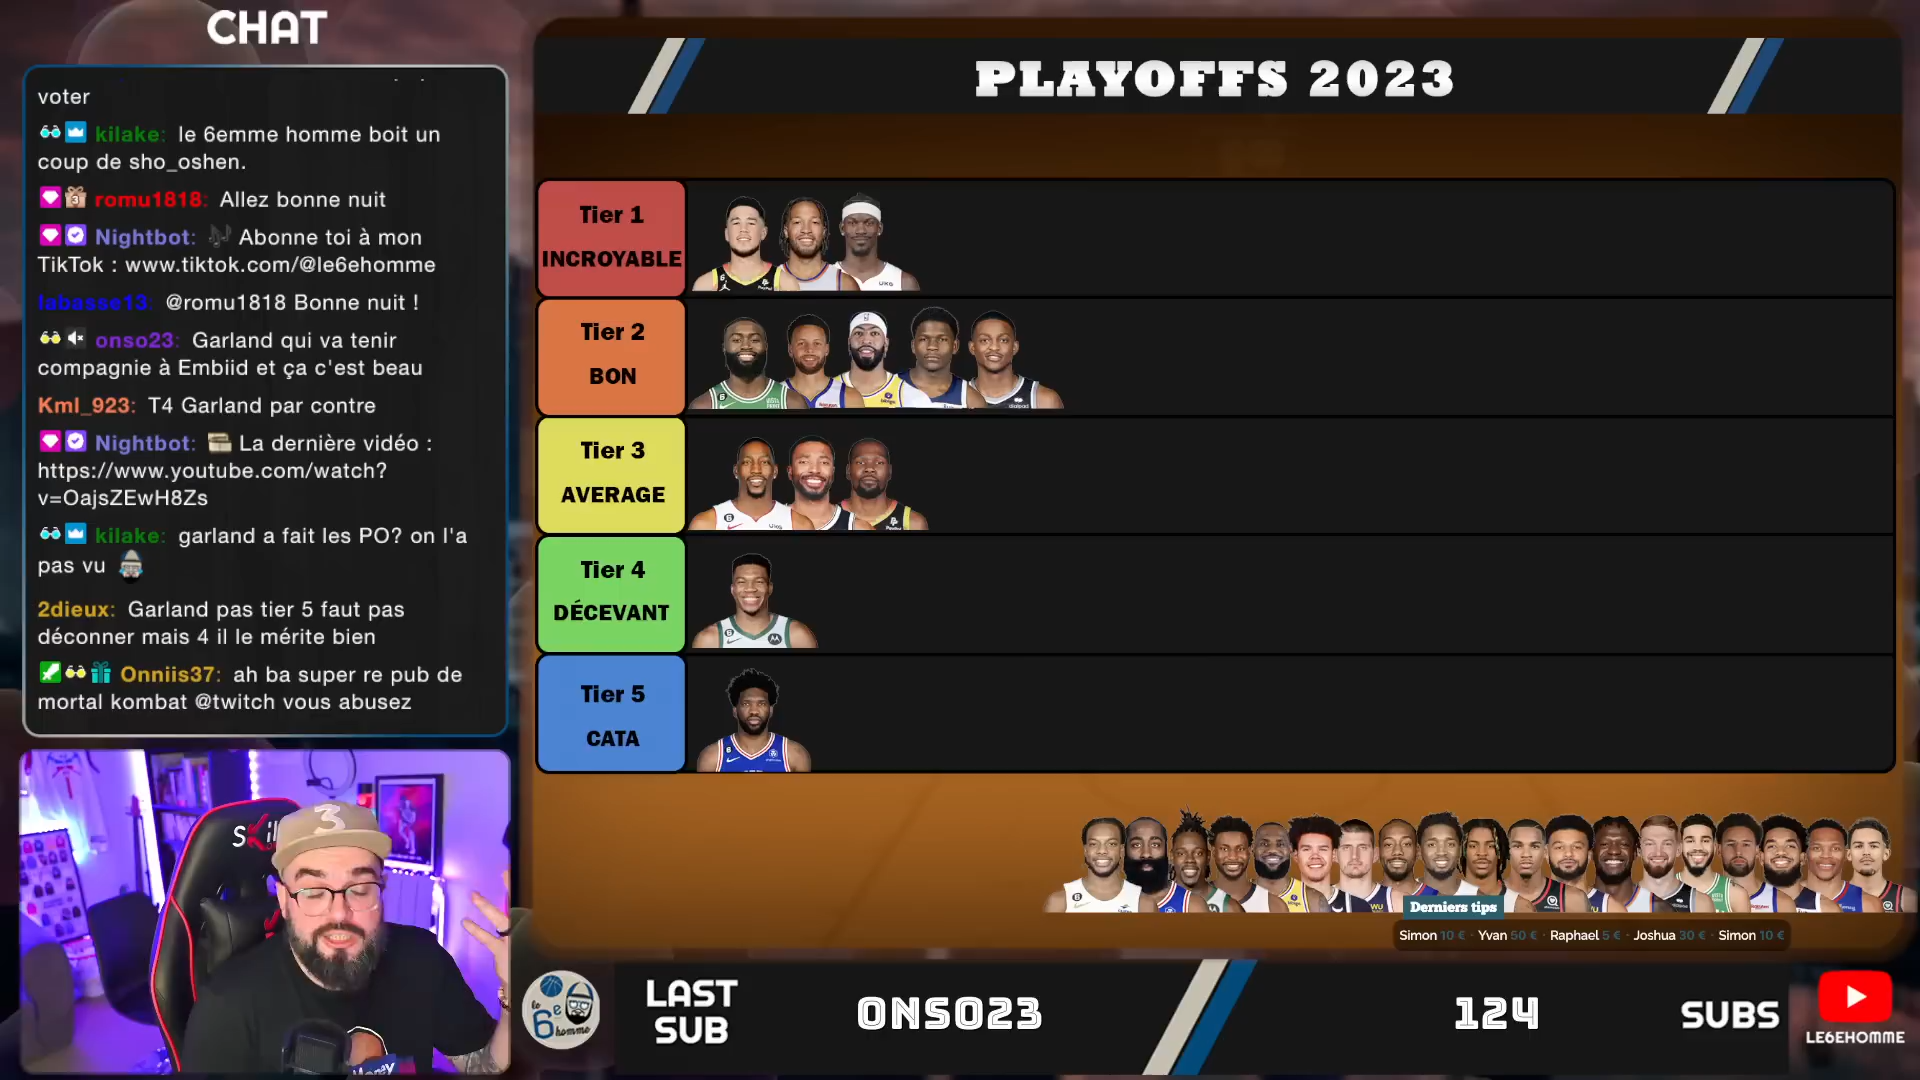 CHAT
voter
kilake: le 6emme homme boit un
coup de sho_oshen.
romu1818: Allez bonne nuit
Nightbot: Abonne toi à mon
TikTok : www.tiktok.com/@le6ehomme
labasse13: @romu1818 Bonne nuit !
onso23: Garland qui va tenir
compagnie à Embiid et ça c'est beau
Kml_923: T4 Garland par contre
Nightbot: La dernière vidéo :
https://www.youtube.com/watch?
v=OajsZEwH8Zs
kilake: garland a fait les PO? on l'a
pas vu
2dieux: Garland pas tier 5 faut pas
déconner mais 4 il le mérite bien
Onniis37: ah ba super re pub de
mortal kombat @twitch vous abusez
PLAYOFFS 2023
Tier 1
INCROYABLE
Tier 2
BON
Tier 3
AVERAGE
Tier 4
DÉCEVANT
Tier 5
CATA
Derniers tips
Simon 10 € · Yvan 50 € · Raphael 5 € · Joshua 30 € · Simon 10 €
3
le 6e homme
LAST
SUB
ONSO23
124
SUBS
LE6EHOMME